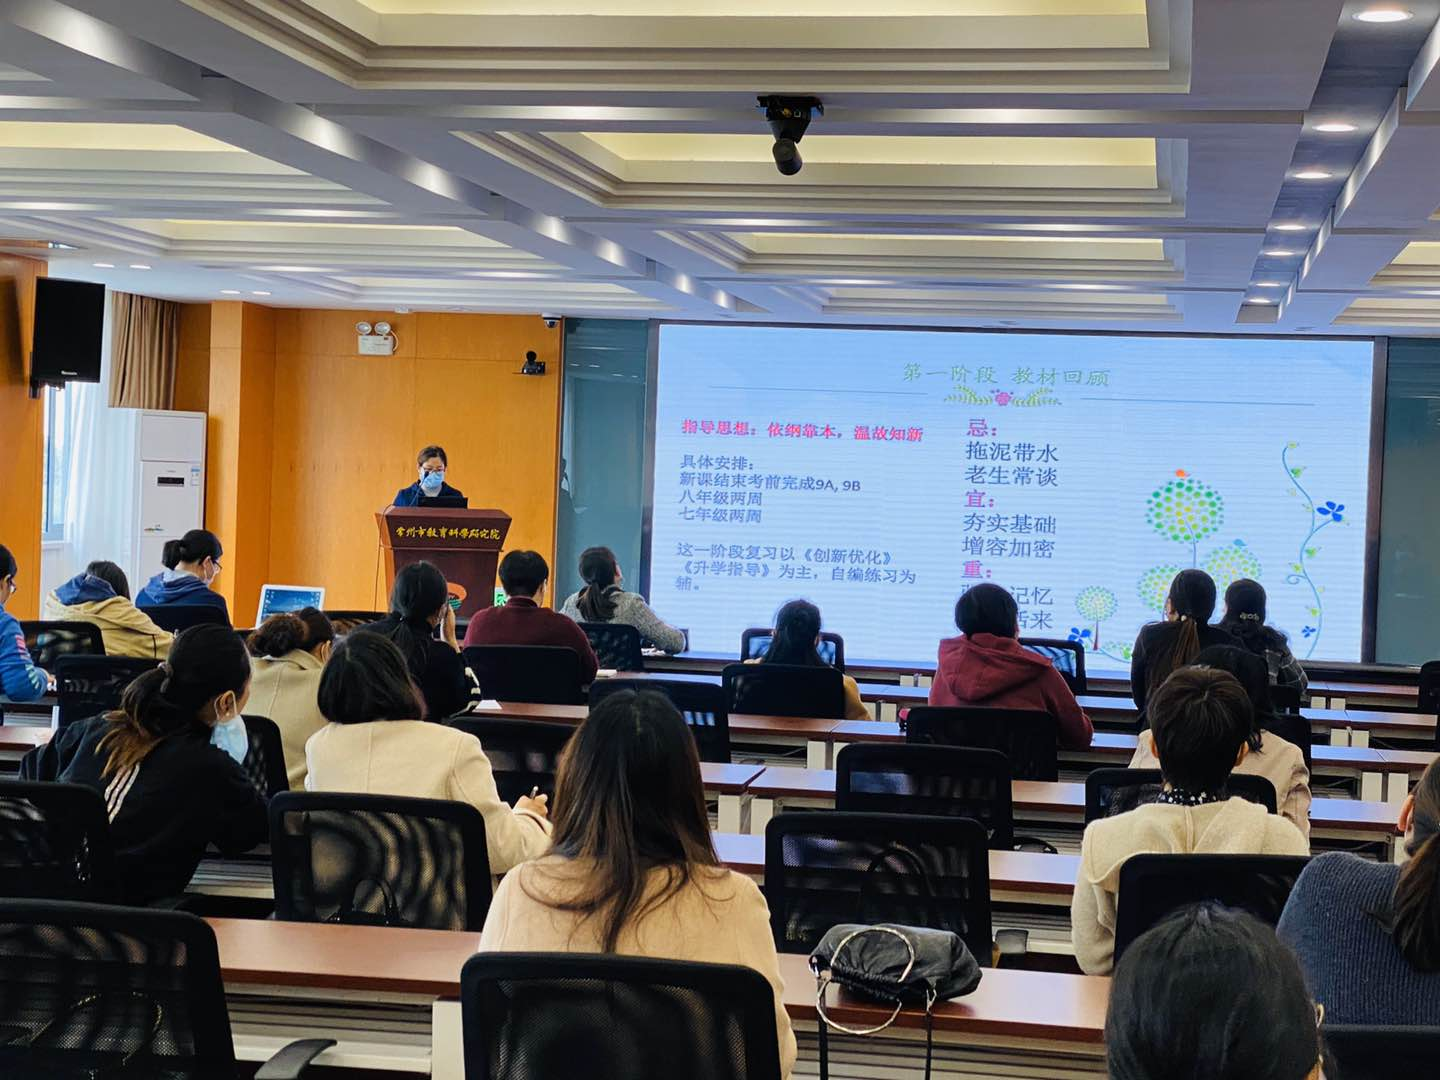 第一阶段 教材回顾
指导思想：依纲靠本，温故知新
具体安排：
新课结束考前完成9A, 9B
八年级两周
七年级两周
这一阶段复习以《创新优化》
《升学指导》为主，自编练习为
辅。
忌：
拖泥带水
老生常谈
宜：
夯实基础
增容加密
重：
记忆
来
常州市教育科学研究院